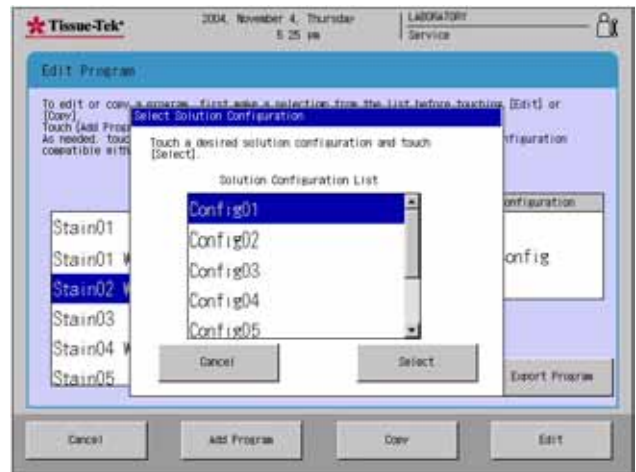 Tissue-Tek
2004, November 4, Thursday
5 25 pm
LABORATORY
Service
Edit Program
To edit or copy a program, first make a selection from the list before touching [Edit] or
[Copy].
Touch [Add Prog
As needed, touc
nfiguration
compatible with
Select Solution Configuration
Touch a desired solution configuration and touch
[Select].
Solution Configuration List
Config01
Config02
Config03
Config04
Config05
Cancel
Select
onfiguration
onfig
Stain01
Stain01 W
Stain02 W
Stain03
Stain04 W
Stain05
Export Program
Cancel
Add Program
Copy
Edit